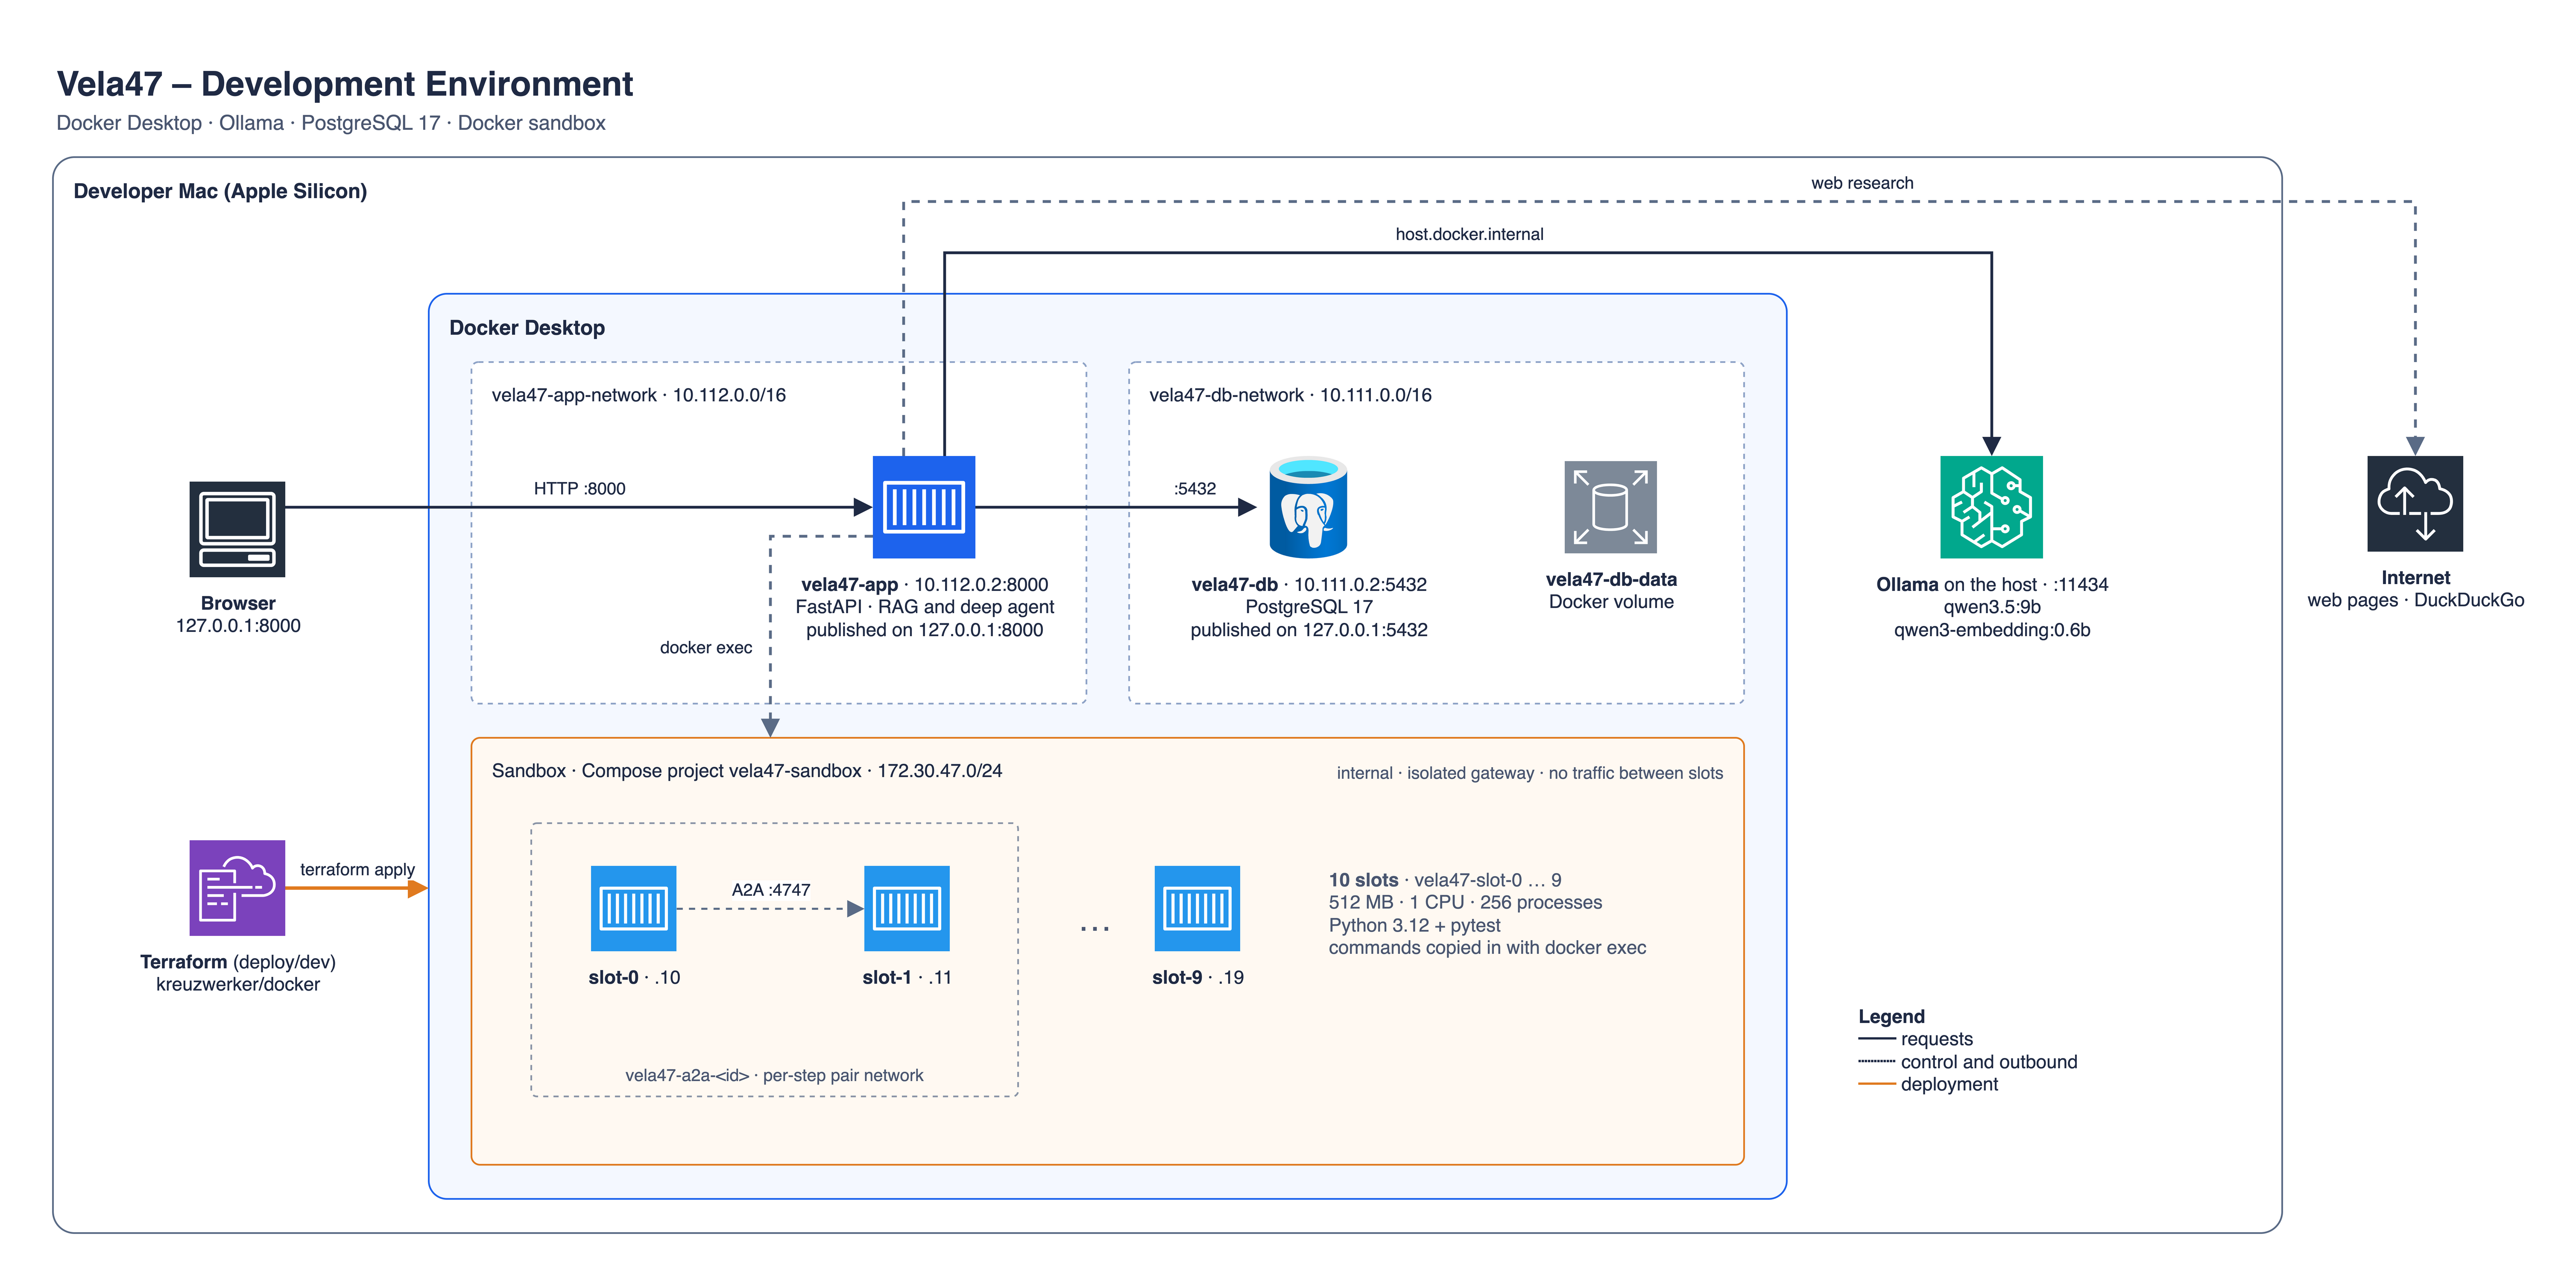 Vela47 – Development Environment
Docker Desktop · Ollama · PostgreSQL 17 · Docker sandbox
Developer Mac (Apple Silicon)
web research
host.docker.internal
Docker Desktop
vela47-app-network · 10.112.0.0/16
vela47-db-network · 10.111.0.0/16
HTTP :8000
:5432
Browser
127.0.0.1:8000
vela47-app · 10.112.0.2:8000
FastAPI · RAG and deep agent
published on 127.0.0.1:8000
docker exec
vela47-db · 10.111.0.2:5432
PostgreSQL 17
published on 127.0.0.1:5432
vela47-db-data
Docker volume
Ollama on the host · :11434
qwen3.5:9b
qwen3-embedding:0.6b
Internet
web pages · DuckDuckGo
Sandbox · Compose project vela47-sandbox · 172.30.47.0/24
internal · isolated gateway · no traffic between slots
terraform apply
Terraform (deploy/dev)
kreuzwerker/docker
A2A :4747
slot-0 · .10
slot-1 · .11
...
slot-9 · .19
10 slots · vela47-slot-0 … 9
512 MB · 1 CPU · 256 processes
Python 3.12 + pytest
commands copied in with docker exec
vela47-a2a-<id> · per-step pair network
Legend
requests
control and outbound
deployment